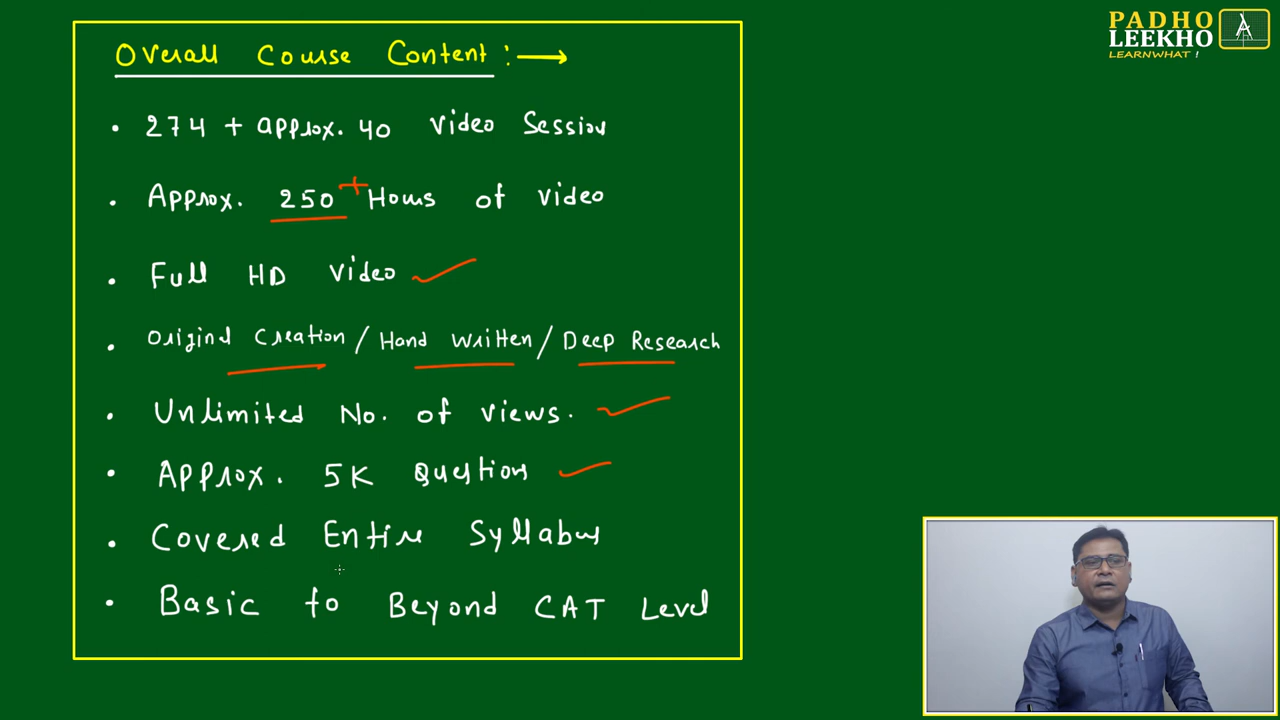 Overall Course Content :→
• 274 + approx. 40 Video Session
• Approx. 250+ Hours of Video
• Full HD Video
• Original Creation / Hand Written / Deep Research
• Unlimited No. of views.
• Approx. 5K Question
• Covered Entire Syllabus
• Basic to Beyond CAT Level
PADHO
LEEKHO
LEARNWHAT !